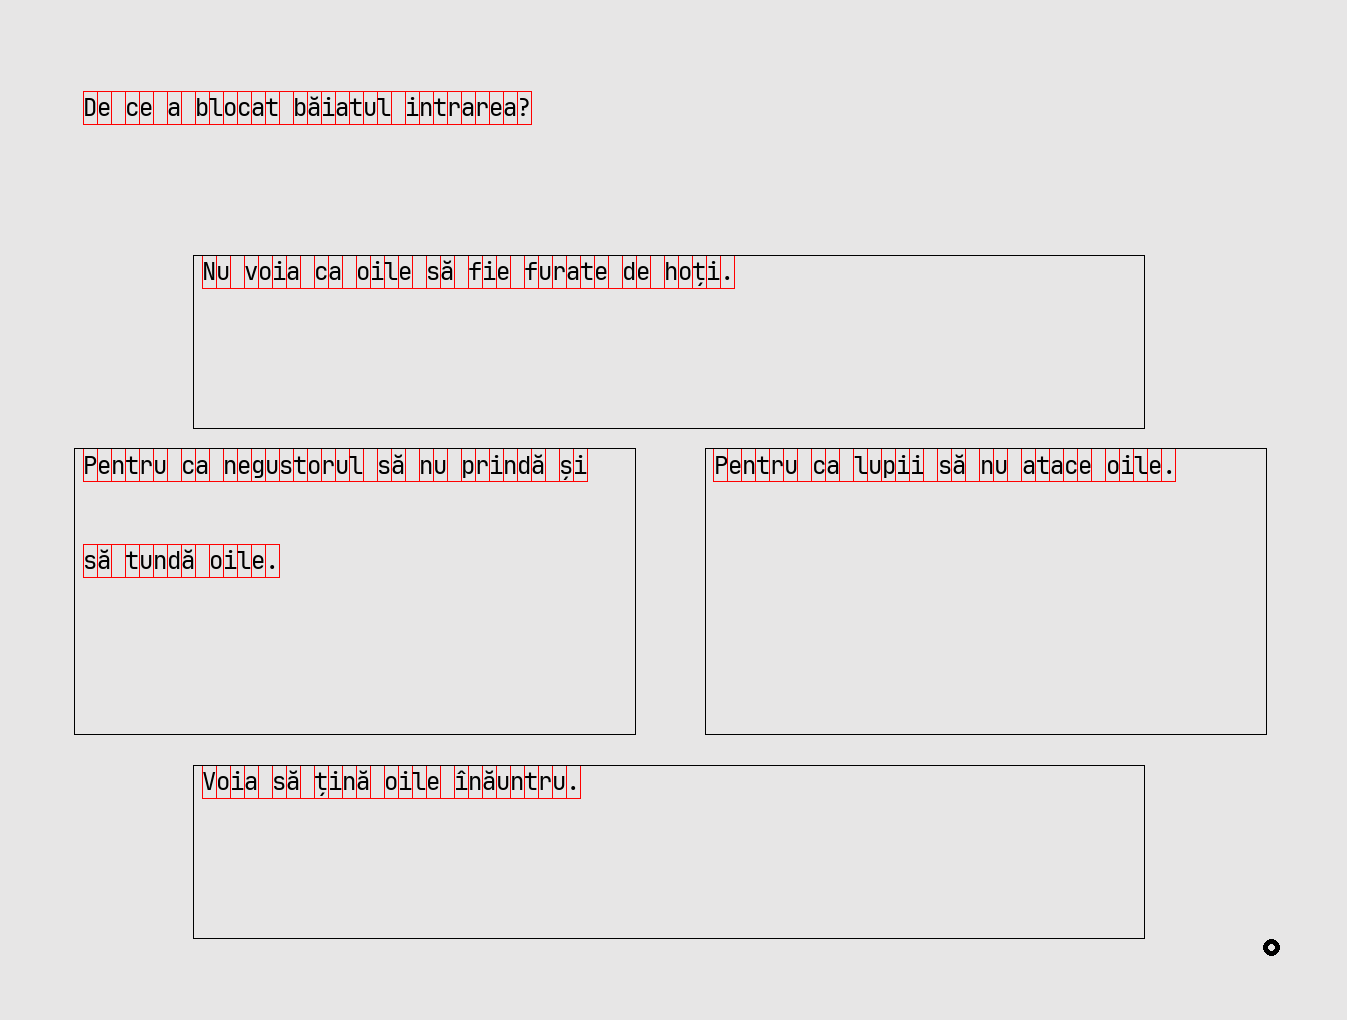 De ce a blocat băiatul intrarea?
Nu voia ca oile să fie furate de hoți.
Pentru ca negustorul să nu prindă și
să tundă oile.
Pentru ca lupii să nu atace oile.
Voia să țină oile înăuntru.